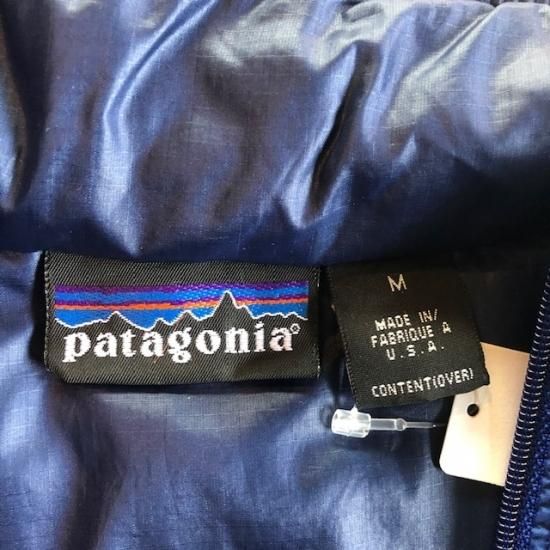 patagonia®
M
MADE IN/
FABRIQUE A
U.S.A.
CONTENT(OVER)